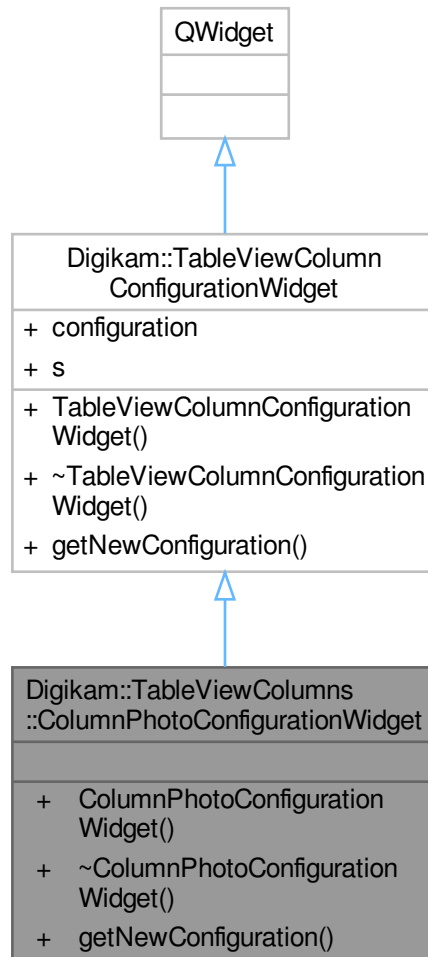 QWidget
Digikam::TableViewColumn
ConfigurationWidget
+ configuration
+ s
+ TableViewColumnConfiguration
Widget()
+ ~TableViewColumnConfiguration
Widget()
+ getNewConfiguration()
Digikam::TableViewColumns
::ColumnPhotoConfigurationWidget
+ ColumnPhotoConfiguration
Widget()
+ ~ColumnPhotoConfiguration
Widget()
+ getNewConfiguration()